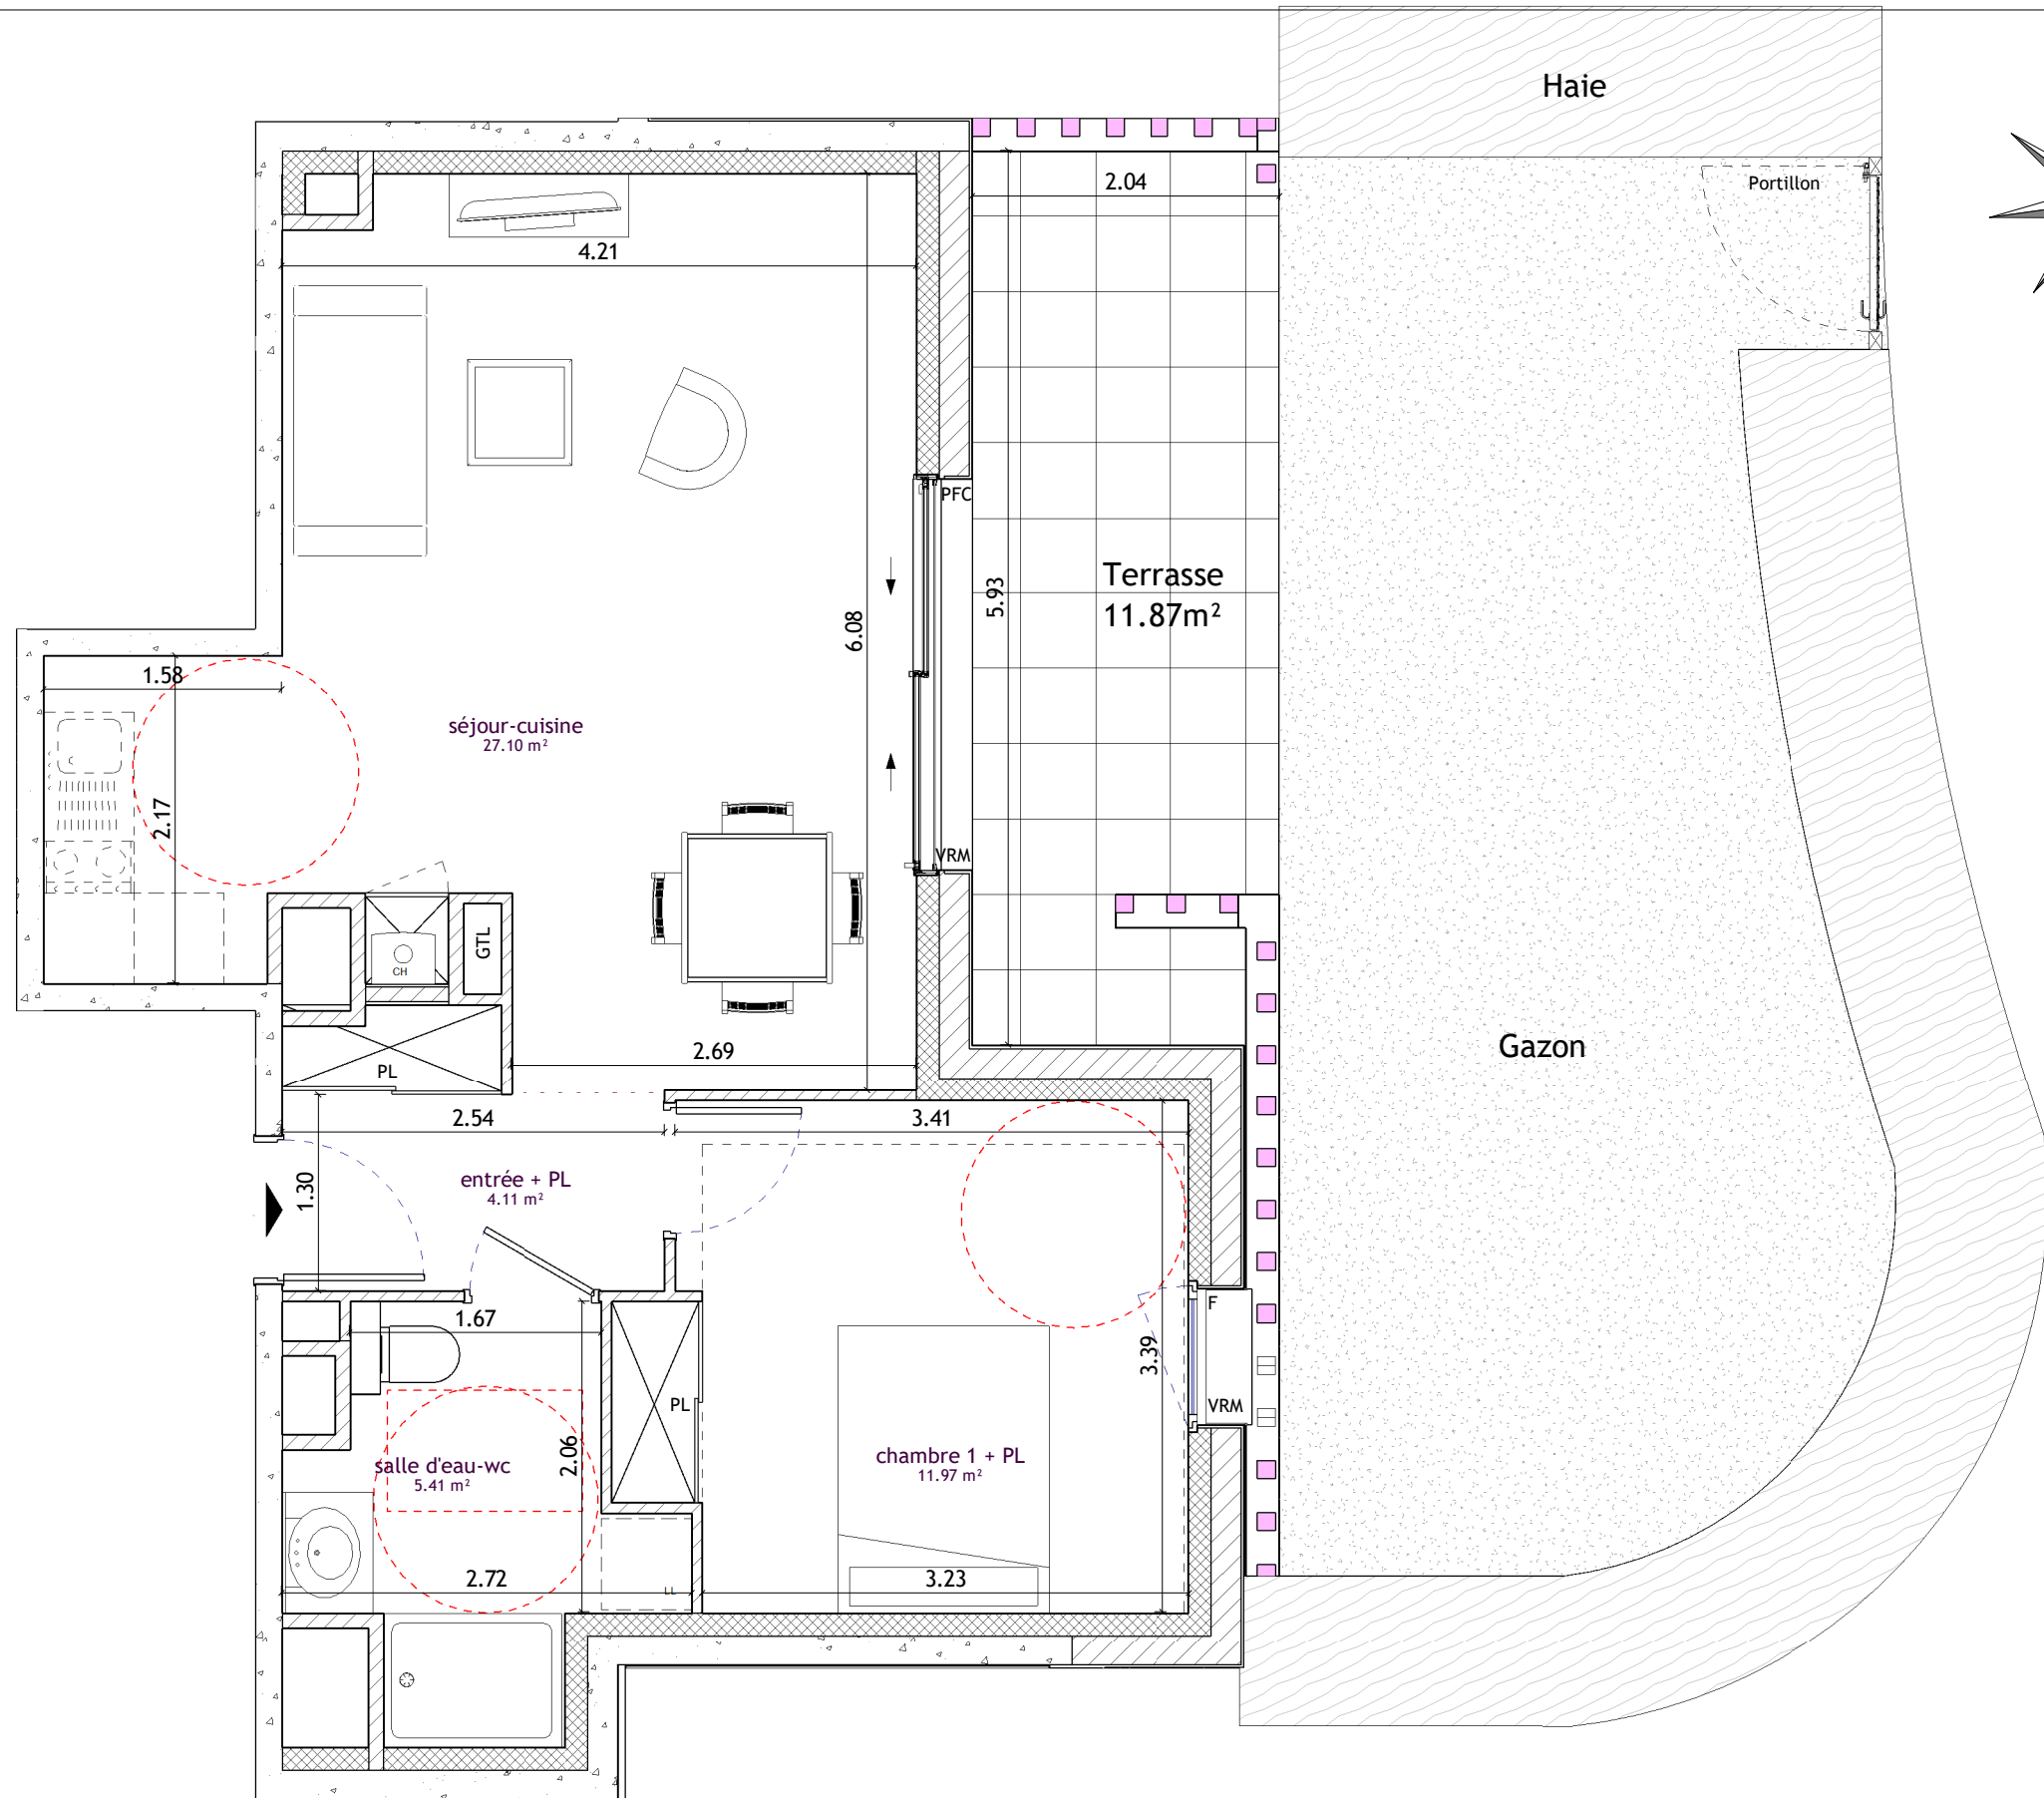 Haie
Portillon
2.04
4.21
PFC
5.93
Terrasse
11.87m²
6.08
1.58
séjour-cuisine
27.10 m²
2.17
VRM
GTL
CH
2.69
Gazon
PL
2.54
3.41
entrée + PL
4.11 m²
1.30
F
1.67
3.39
PL
VRM
2.06
chambre 1 + PL
11.97 m²
salle d'eau-wc
5.41 m²
2.72
LL
3.23